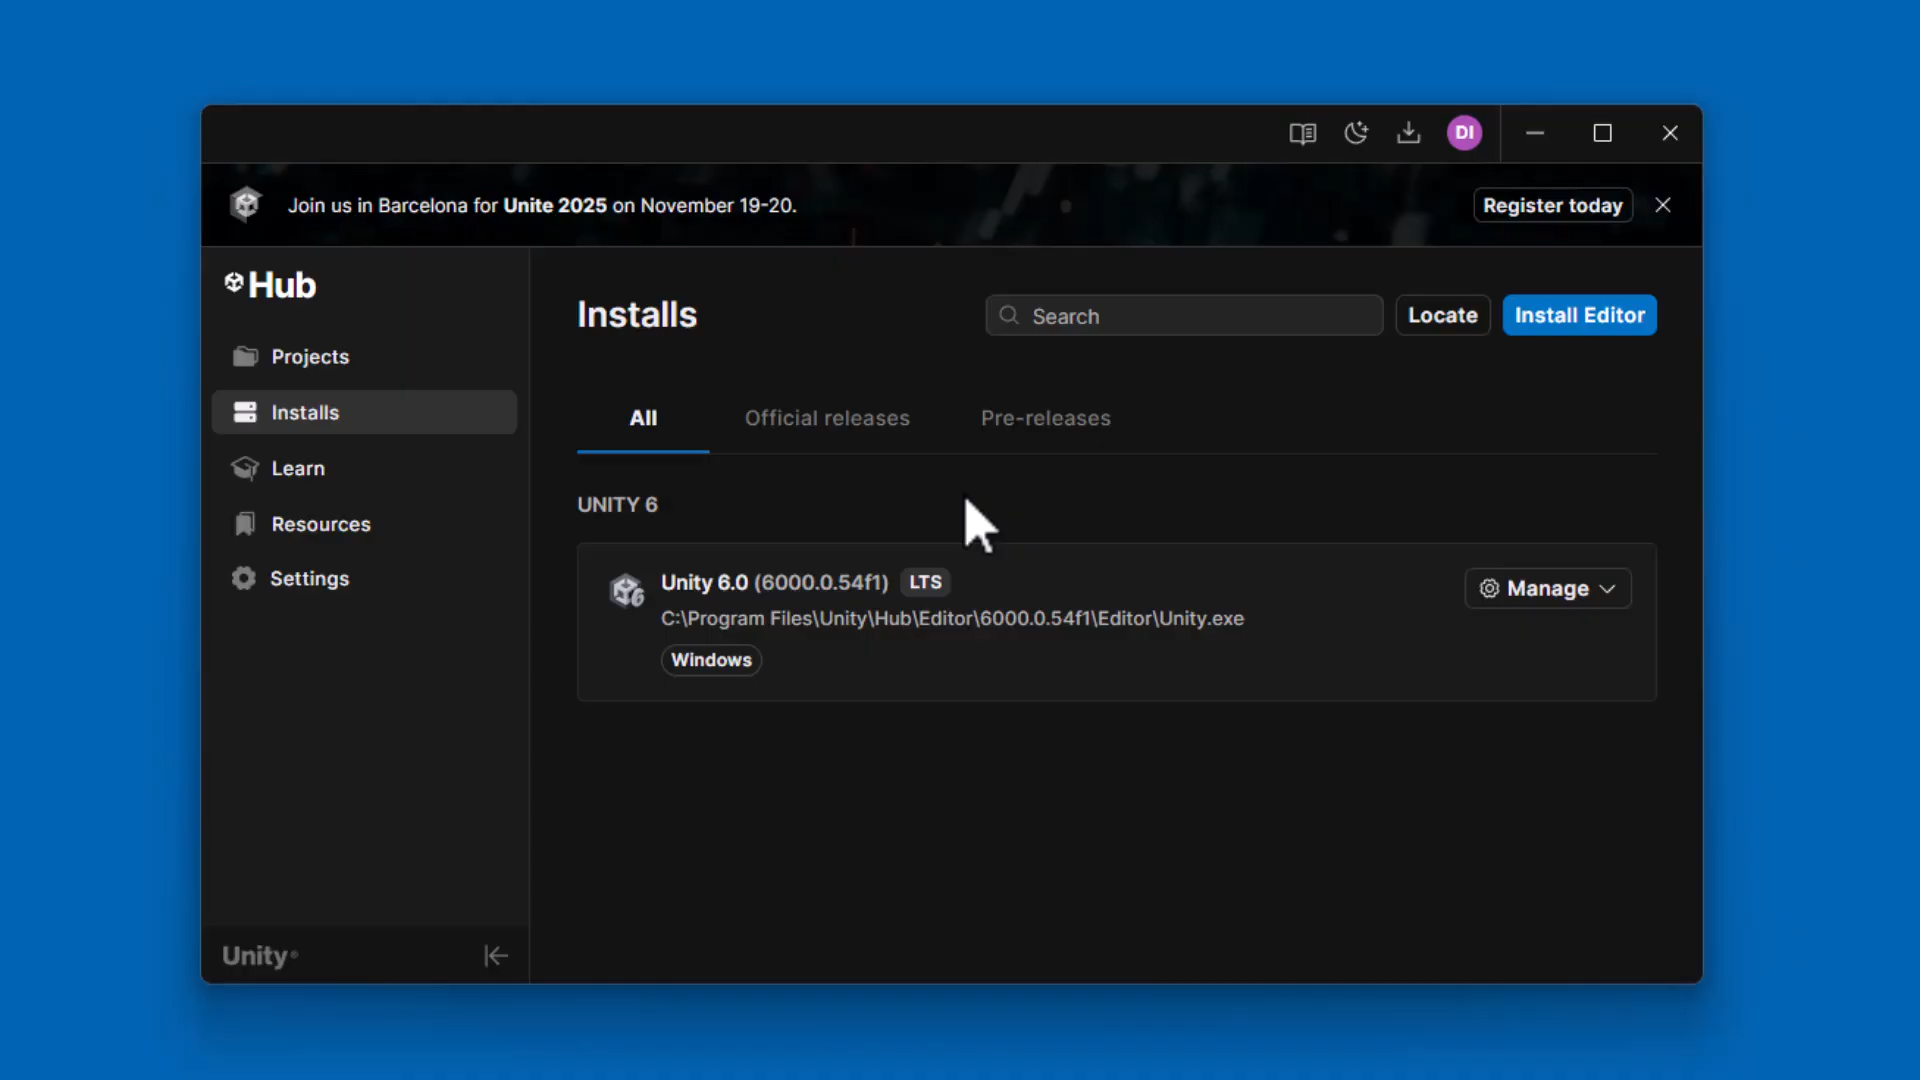 DI
Join us in Barcelona for Unite 2025 on November 19-20.
Register today
Hub
Projects
Installs
Learn
Resources
Settings
Unity
Installs
Search
Locate
Install Editor
All
Official releases
Pre-releases
UNITY 6
Unity 6.0 (6000.0.54f1) LTS
C:\Program Files\Unity\Hub\Editor\6000.0.54f1\Editor\Unity.exe
Windows
Manage